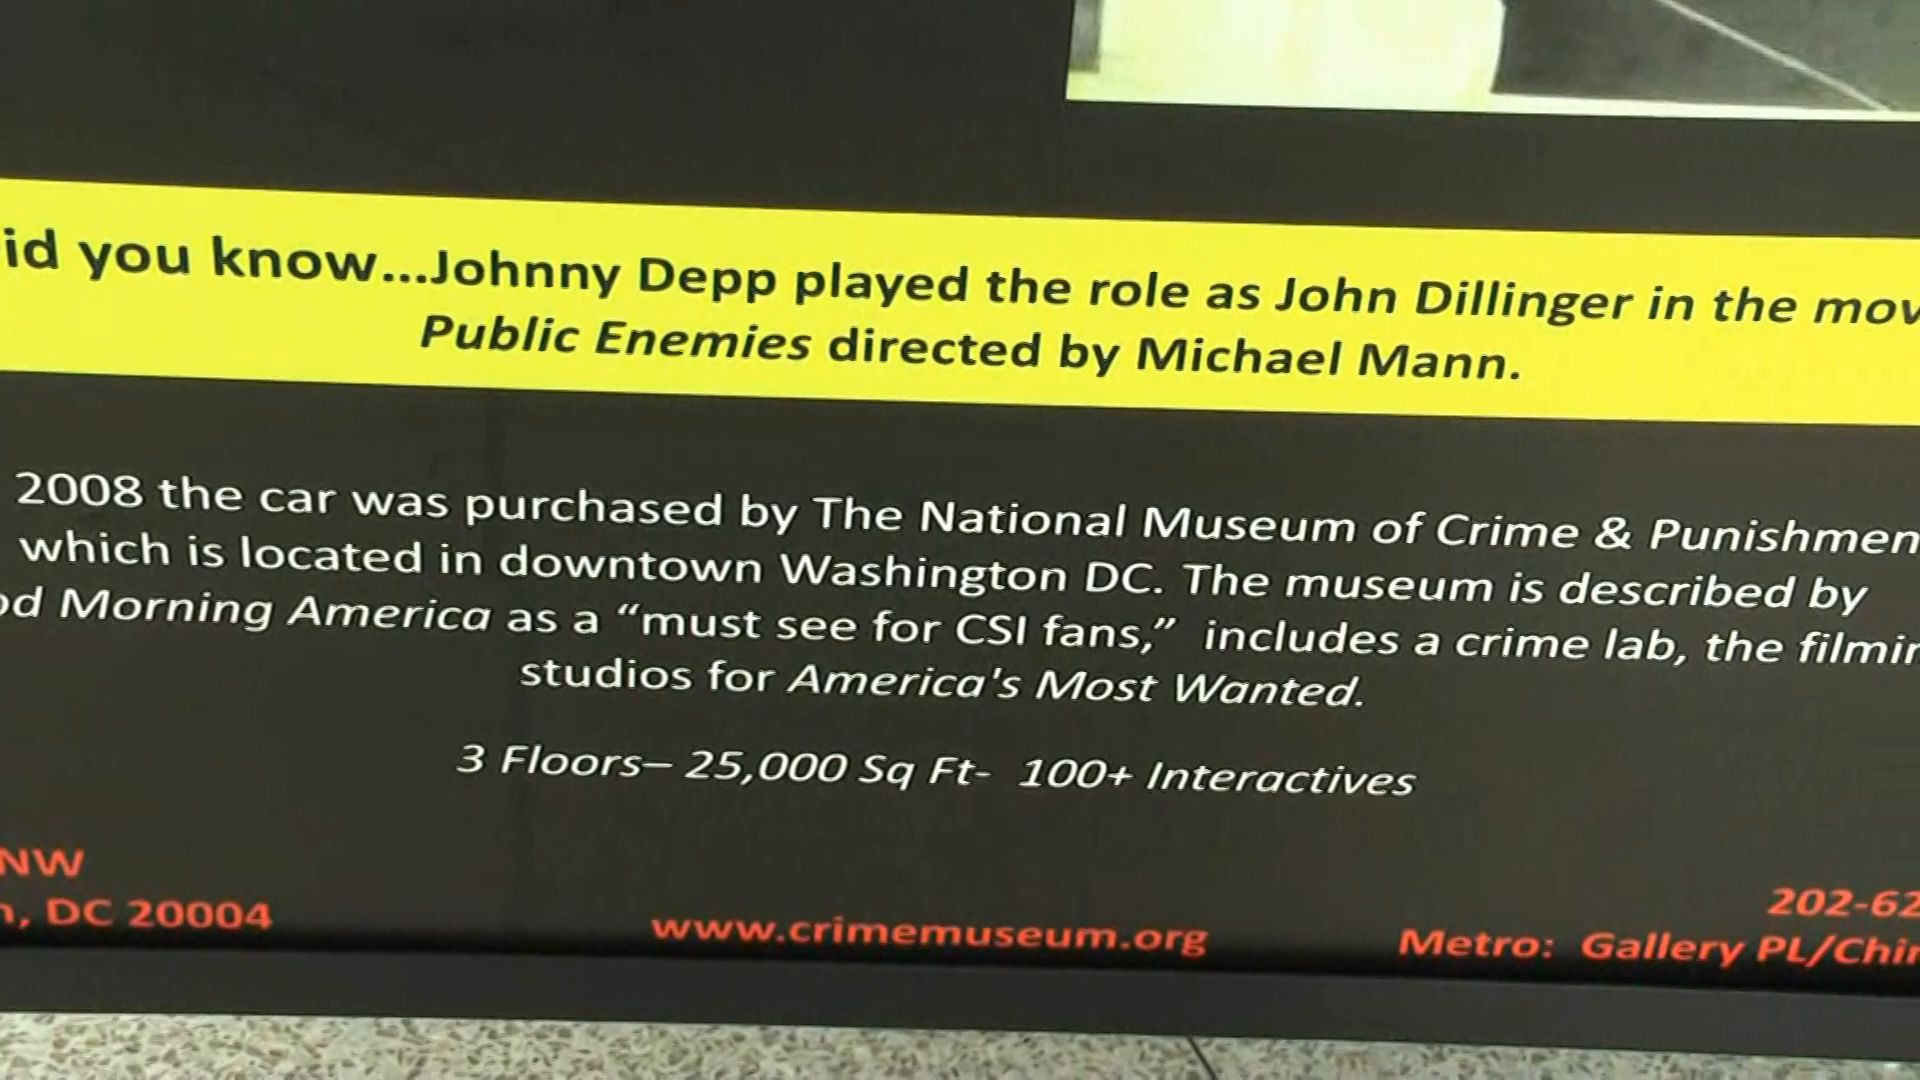 id you know...Johnny Depp played the role as John Dillinger in the mov
Public Enemies directed by Michael Mann.
2008 the car was purchased by The National Museum of Crime & Punishmen
which is located in downtown Washington DC. The museum is described by
od Morning America as a “must see for CSI fans,” includes a crime lab, the filmin
studios for America's Most Wanted.
3 Floors– 25,000 Sq Ft- 100+ Interactives
NW
n, DC 20004
www.crimemuseum.org
202-62
Metro: Gallery PL/Chin